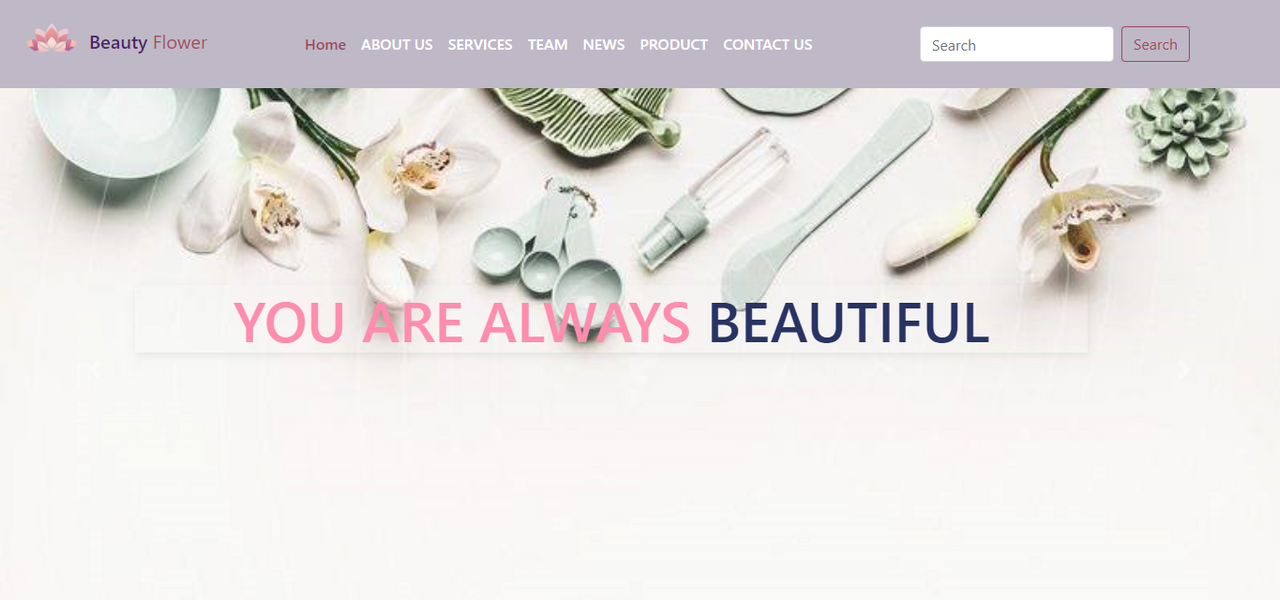 Beauty Flower
Home ABOUT US SERVICES TEAM NEWS PRODUCT CONTACT US
Search Search
YOU ARE ALWAYS BEAUTIFUL